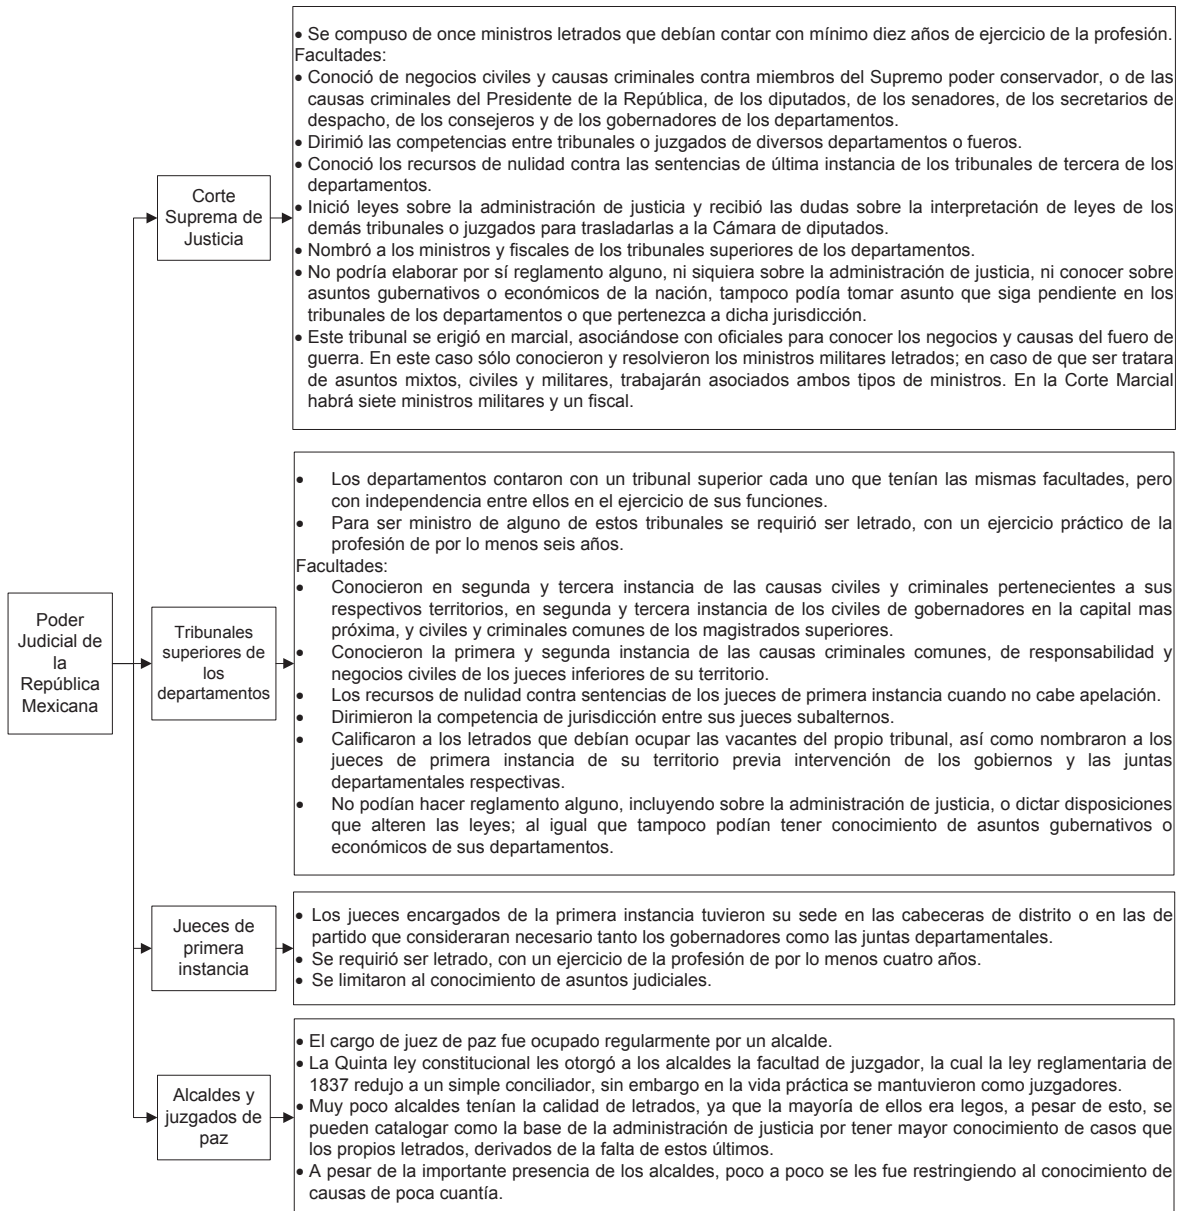 Poder
Judicial de
la
República
Mexicana
Corte
Suprema de
Justicia
• Se compuso de once ministros letrados que debían contar con mínimo diez años de ejercicio de la profesión.
Facultades:
• Conoció de negocios civiles y causas criminales contra miembros del Supremo poder conservador, o de las
causas criminales del Presidente de la República, de los diputados, de los senadores, de los secretarios de
despacho, de los consejeros y de los gobernadores de los departamentos.
• Dirimió las competencias entre tribunales o juzgados de diversos departamentos o fueros.
• Conoció los recursos de nulidad contra las sentencias de última instancia de los tribunales de tercera de los
departamentos.
• Inició leyes sobre la administración de justicia y recibió las dudas sobre la interpretación de leyes de los
demás tribunales o juzgados para trasladarlas a la Cámara de diputados.
• Nombró a los ministros y fiscales de los tribunales superiores de los departamentos.
• No podría elaborar por sí reglamento alguno, ni siquiera sobre la administración de justicia, ni conocer sobre
asuntos gubernativos o económicos de la nación, tampoco podía tomar asunto que siga pendiente en los
tribunales de los departamentos o que pertenezca a dicha jurisdicción.
• Este tribunal se erigió en marcial, asociándose con oficiales para conocer los negocios y causas del fuero de
guerra. En este caso sólo conocieron y resolvieron los ministros militares letrados; en caso de que ser tratara
de asuntos mixtos, civiles y militares, trabajarán asociados ambos tipos de ministros. En la Corte Marcial
habrá siete ministros militares y un fiscal.
Tribunales
superiores de
los
departamentos
• Los departamentos contaron con un tribunal superior cada uno que tenían las mismas facultades, pero
con independencia entre ellos en el ejercicio de sus funciones.
• Para ser ministro de alguno de estos tribunales se requirió ser letrado, con un ejercicio práctico de la
profesión de por lo menos seis años.
Facultades:
• Conocieron en segunda y tercera instancia de las causas civiles y criminales pertenecientes a sus
respectivos territorios, en segunda y tercera instancia de los civiles de gobernadores en la capital mas
próxima, y civiles y criminales comunes de los magistrados superiores.
• Conocieron la primera y segunda instancia de las causas criminales comunes, de responsabilidad y
negocios civiles de los jueces inferiores de su territorio.
• Los recursos de nulidad contra sentencias de los jueces de primera instancia cuando no cabe apelación.
• Dirimieron la competencia de jurisdicción entre sus jueces subalternos.
• Calificaron a los letrados que debían ocupar las vacantes del propio tribunal, así como nombraron a los
jueces de primera instancia de su territorio previa intervención de los gobiernos y las juntas
departamentales respectivas.
• No podían hacer reglamento alguno, incluyendo sobre la administración de justicia, o dictar disposiciones
que alteren las leyes; al igual que tampoco podían tener conocimiento de asuntos gubernativos o
económicos de sus departamentos.
Jueces de
primera
instancia
• Los jueces encargados de la primera instancia tuvieron su sede en las cabeceras de distrito o en las de
partido que consideraran necesario tanto los gobernadores como las juntas departamentales.
• Se requirió ser letrado, con un ejercicio de la profesión de por lo menos cuatro años.
• Se limitaron al conocimiento de asuntos judiciales.
Alcaldes y
juzgados de
paz
• El cargo de juez de paz fue ocupado regularmente por un alcalde.
• La Quinta ley constitucional les otorgó a los alcaldes la facultad de juzgador, la cual la ley reglamentaria de
1837 redujo a un simple conciliador, sin embargo en la vida práctica se mantuvieron como juzgadores.
• Muy poco alcaldes tenían la calidad de letrados, ya que la mayoría de ellos era legos, a pesar de esto, se
pueden catalogar como la base de la administración de justicia por tener mayor conocimiento de casos que
los propios letrados, derivados de la falta de estos últimos.
• A pesar de la importante presencia de los alcaldes, poco a poco se les fue restringiendo al conocimiento de
causas de poca cuantía.